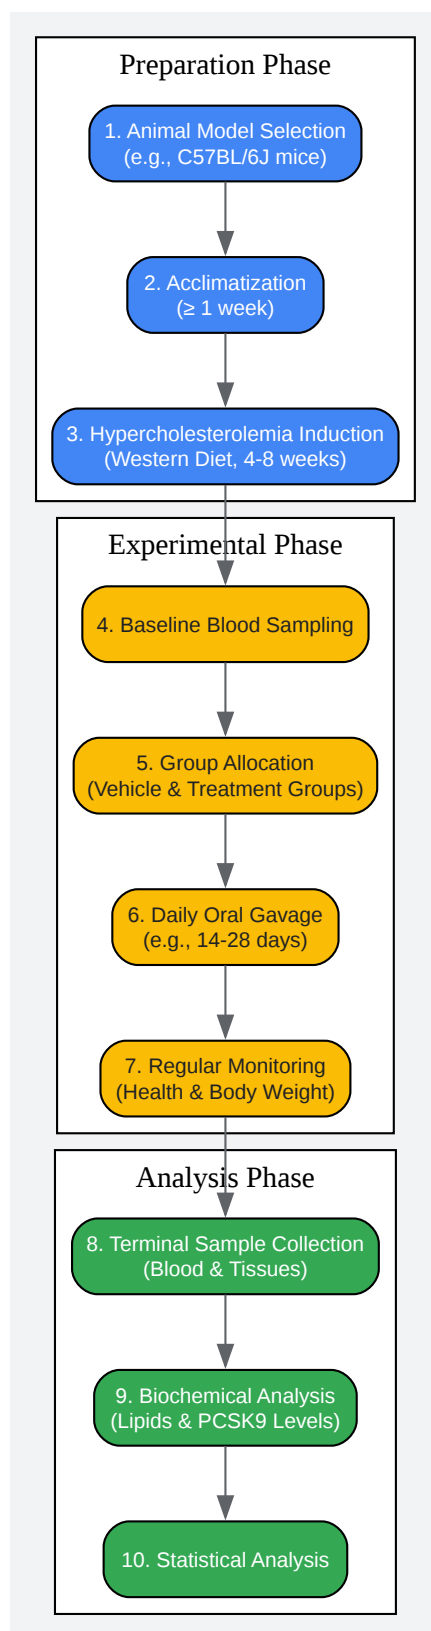 Preparation Phase
1. Animal Model Selection
(e.g., C57BL/6J mice)
2. Acclimatization
(≥ 1 week)
3. Hypercholesterolemia Induction
(Western Diet, 4-8 weeks)
Experimental Phase
4. Baseline Blood Sampling
5. Group Allocation
(Vehicle & Treatment Groups)
6. Daily Oral Gavage
(e.g., 14-28 days)
7. Regular Monitoring
(Health & Body Weight)
Analysis Phase
8. Terminal Sample Collection
(Blood & Tissues)
9. Biochemical Analysis
(Lipids & PCSK9 Levels)
10. Statistical Analysis